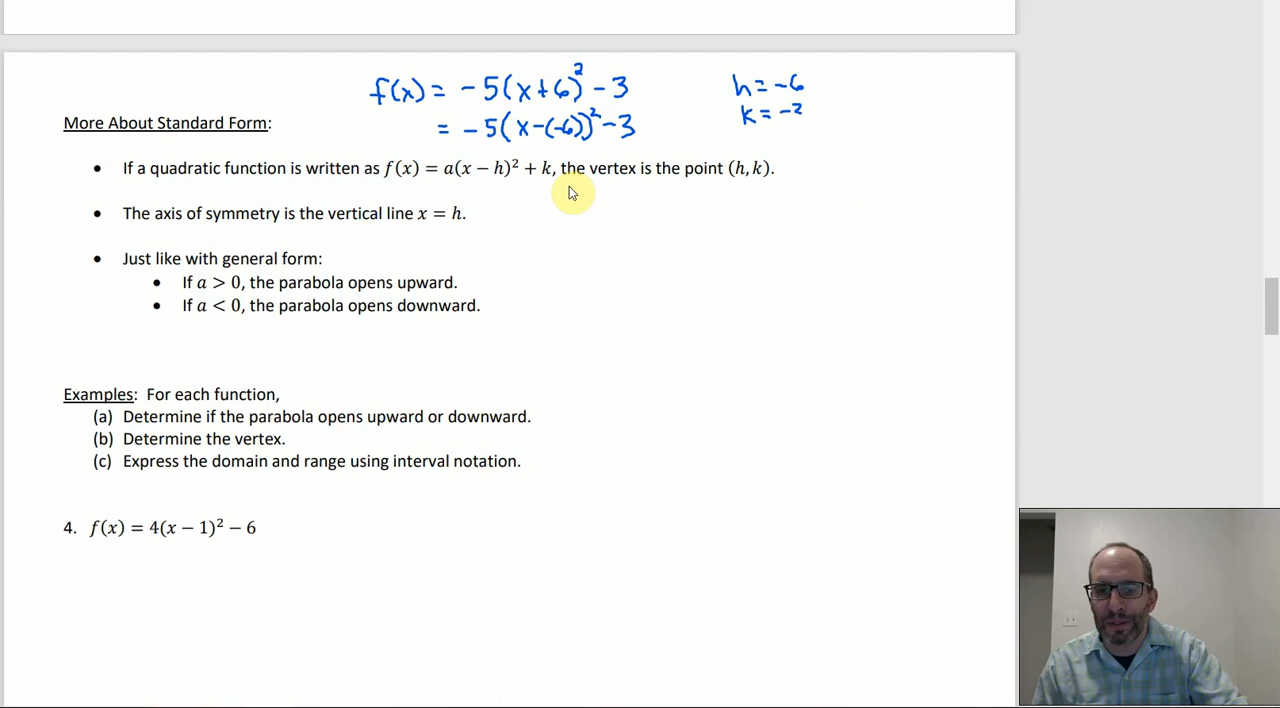 f(x) = -5(x+6)² - 3
h = -6
= -5(x-(-6))² - 3
k = -3
More About Standard Form:
• If a quadratic function is written as f(x) = a(x − h)² + k, the vertex is the point (h, k).
• The axis of symmetry is the vertical line x = h.
• Just like with general form:
• If a > 0, the parabola opens upward.
• If a < 0, the parabola opens downward.
Examples: For each function,
(a) Determine if the parabola opens upward or downward.
(b) Determine the vertex.
(c) Express the domain and range using interval notation.
4. f(x) = 4(x − 1)² − 6